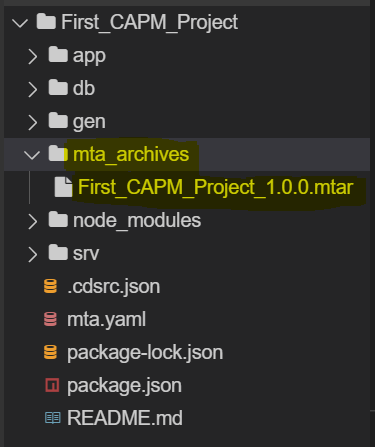 First_CAPM_Project
app
db
gen
mta_archives
First_CAPM_Project_1.0.0.mtar
node_modules
srv
.cdsrc.json
mta.yaml
package-lock.json
package.json
README.md